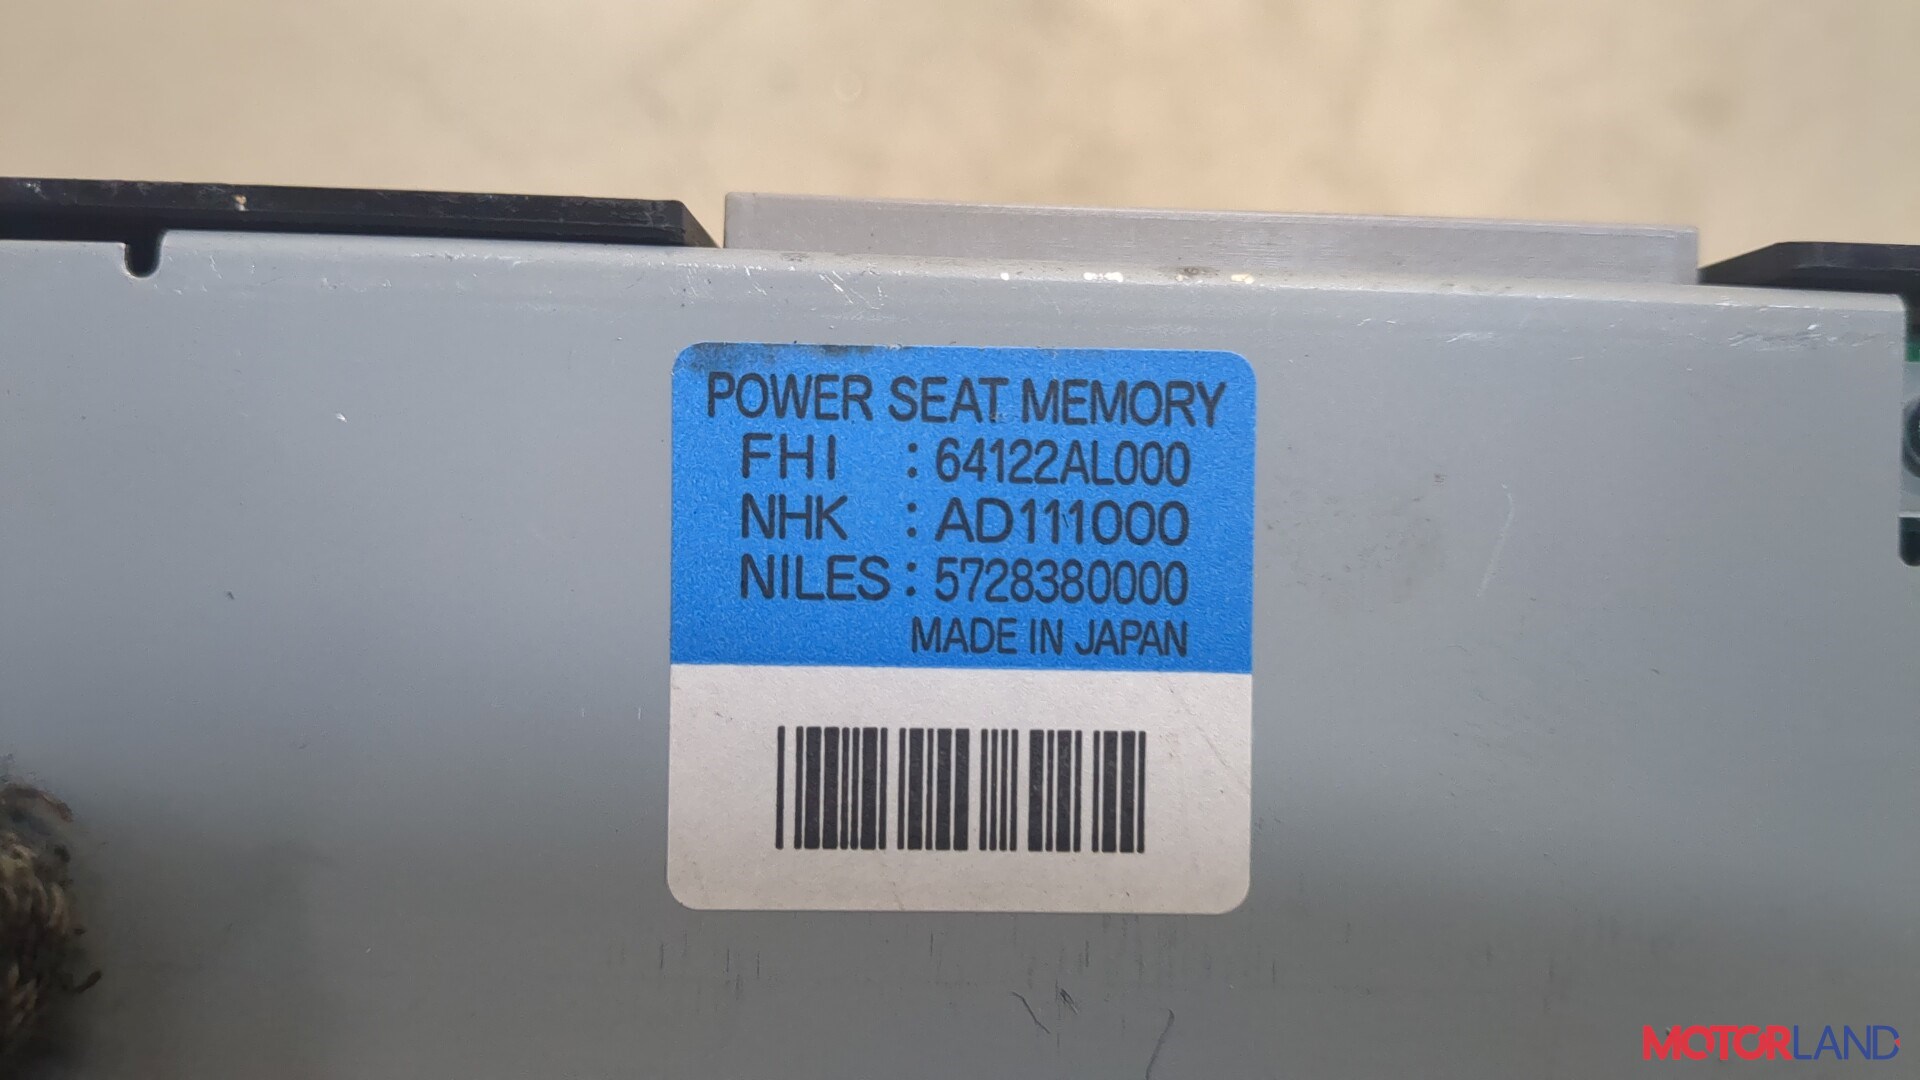 POWER SEAT MEMORY
FHI : 64122AL000
NHK : AD111000
NILES : 5728380000
MADE IN JAPAN
MOTORLAND